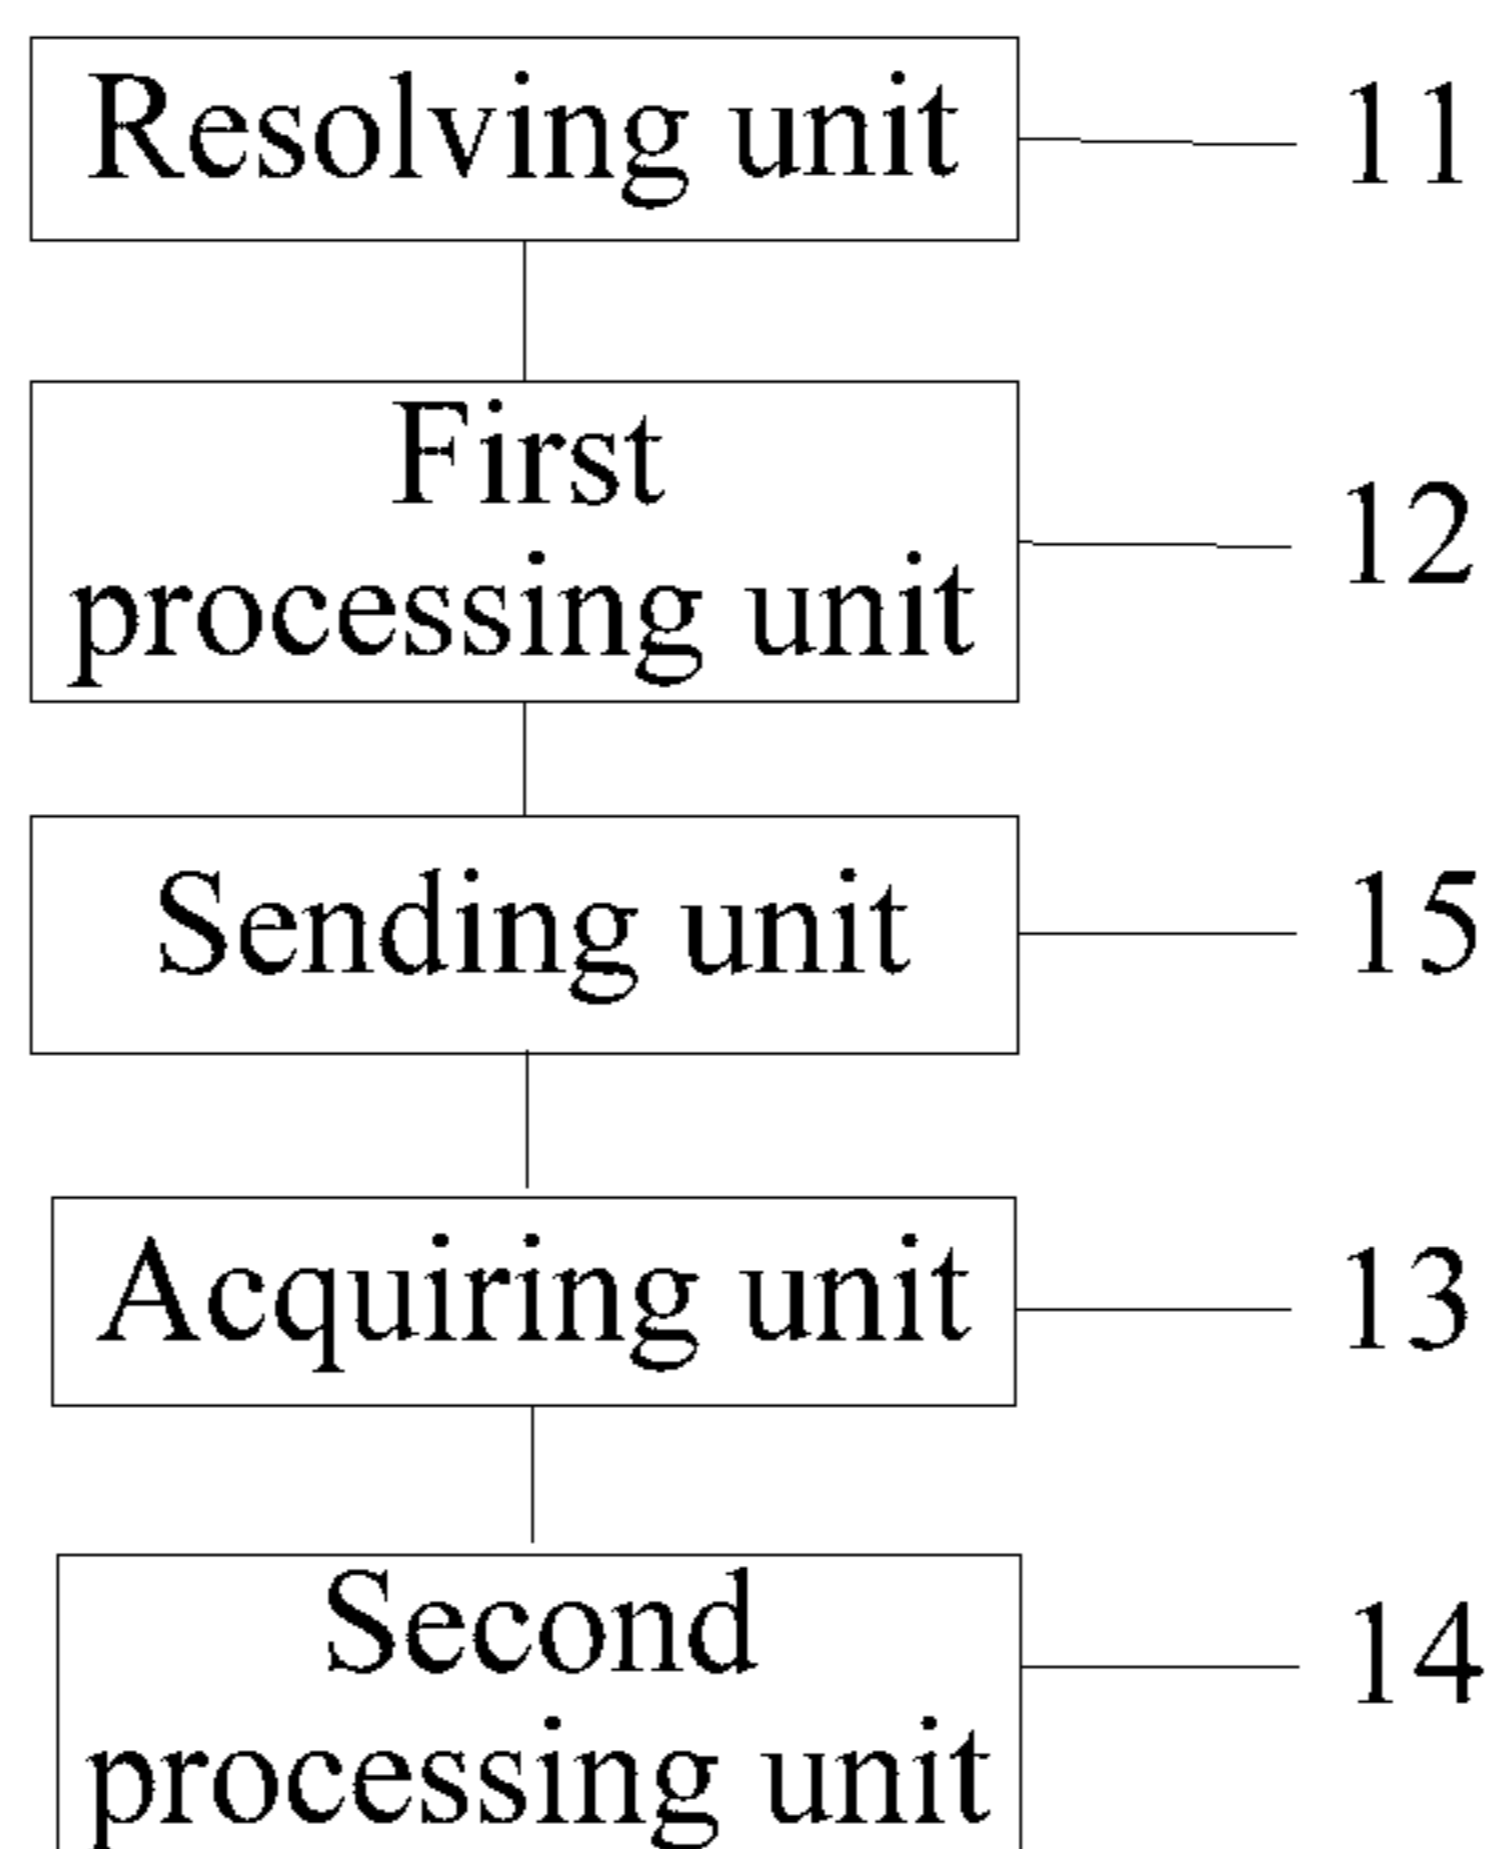 Resolving unit 11
First
processing unit 12
Sending unit 15
Acquiring unit 13
Second
processing unit 14